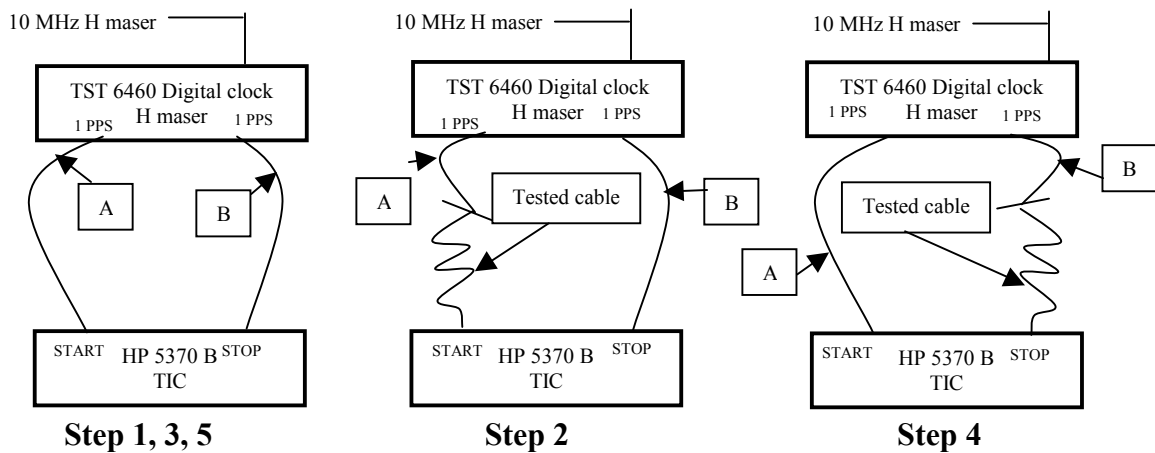 10 MHz H maser
TST 6460 Digital clock
H maser
1 PPS
1 PPS
A
B
START
HP 5370 B
STOP
TIC
Step 1, 3, 5
10 MHz H maser
TST 6460 Digital clock
H maser
1 PPS
1 PPS
A
Tested cable
B
START
HP 5370 B
STOP
TIC
Step 2
10 MHz H maser
TST 6460 Digital clock
1 PPS
H maser
1 PPS
B
Tested cable
A
START
HP 5370 B
STOP
TIC
Step 4